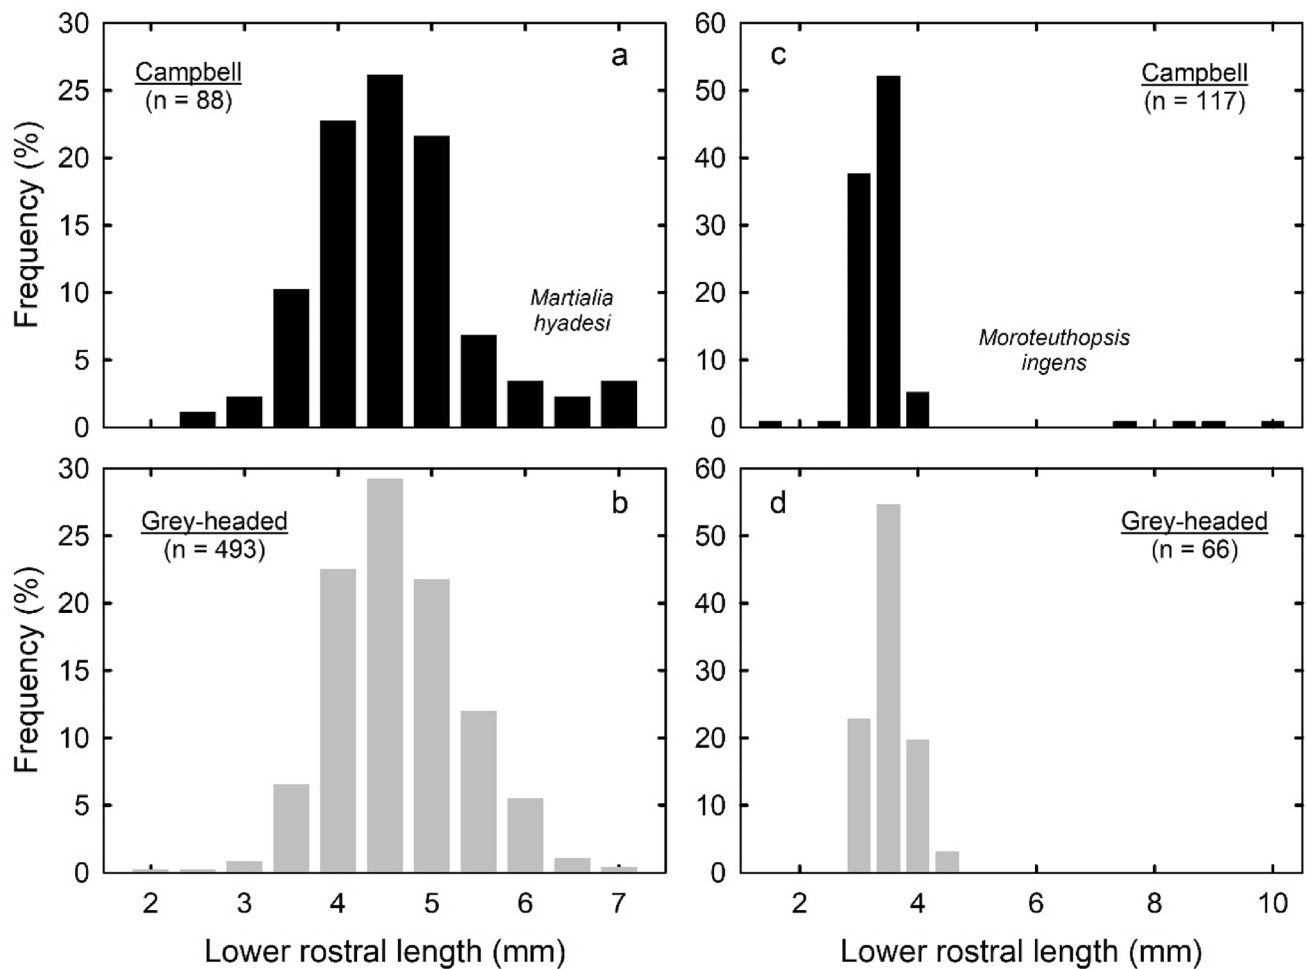 30
25
20
15
10
5
0
Frequency (%)
Campbell
(n = 88)
a
Martialia
hyadesi
60
50
40
30
20
10
0
c
Campbell
(n = 117)
Moroteuthopsis
ingens
30
25
20
15
10
5
0
Frequency (%)
Grey-headed
(n = 493)
b
2 3 4 5 6 7
Lower rostral length (mm)
60
50
40
30
20
10
0
d
Grey-headed
(n = 66)
2 4 6 8 10
Lower rostral length (mm)